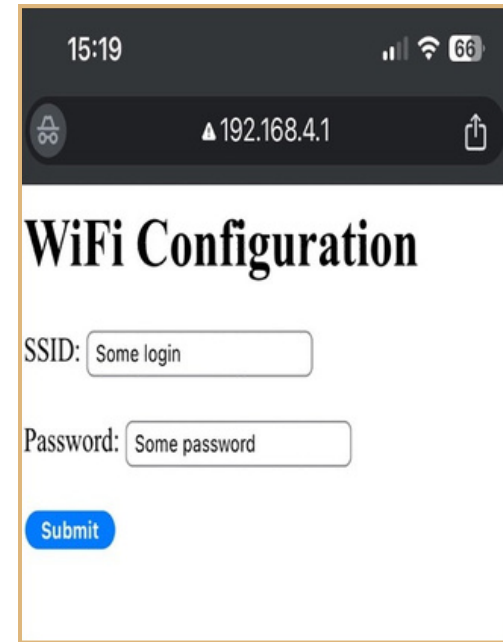 15:19
66
192.168.4.1
WiFi Configuration
SSID: Some login
Password: Some password
Submit